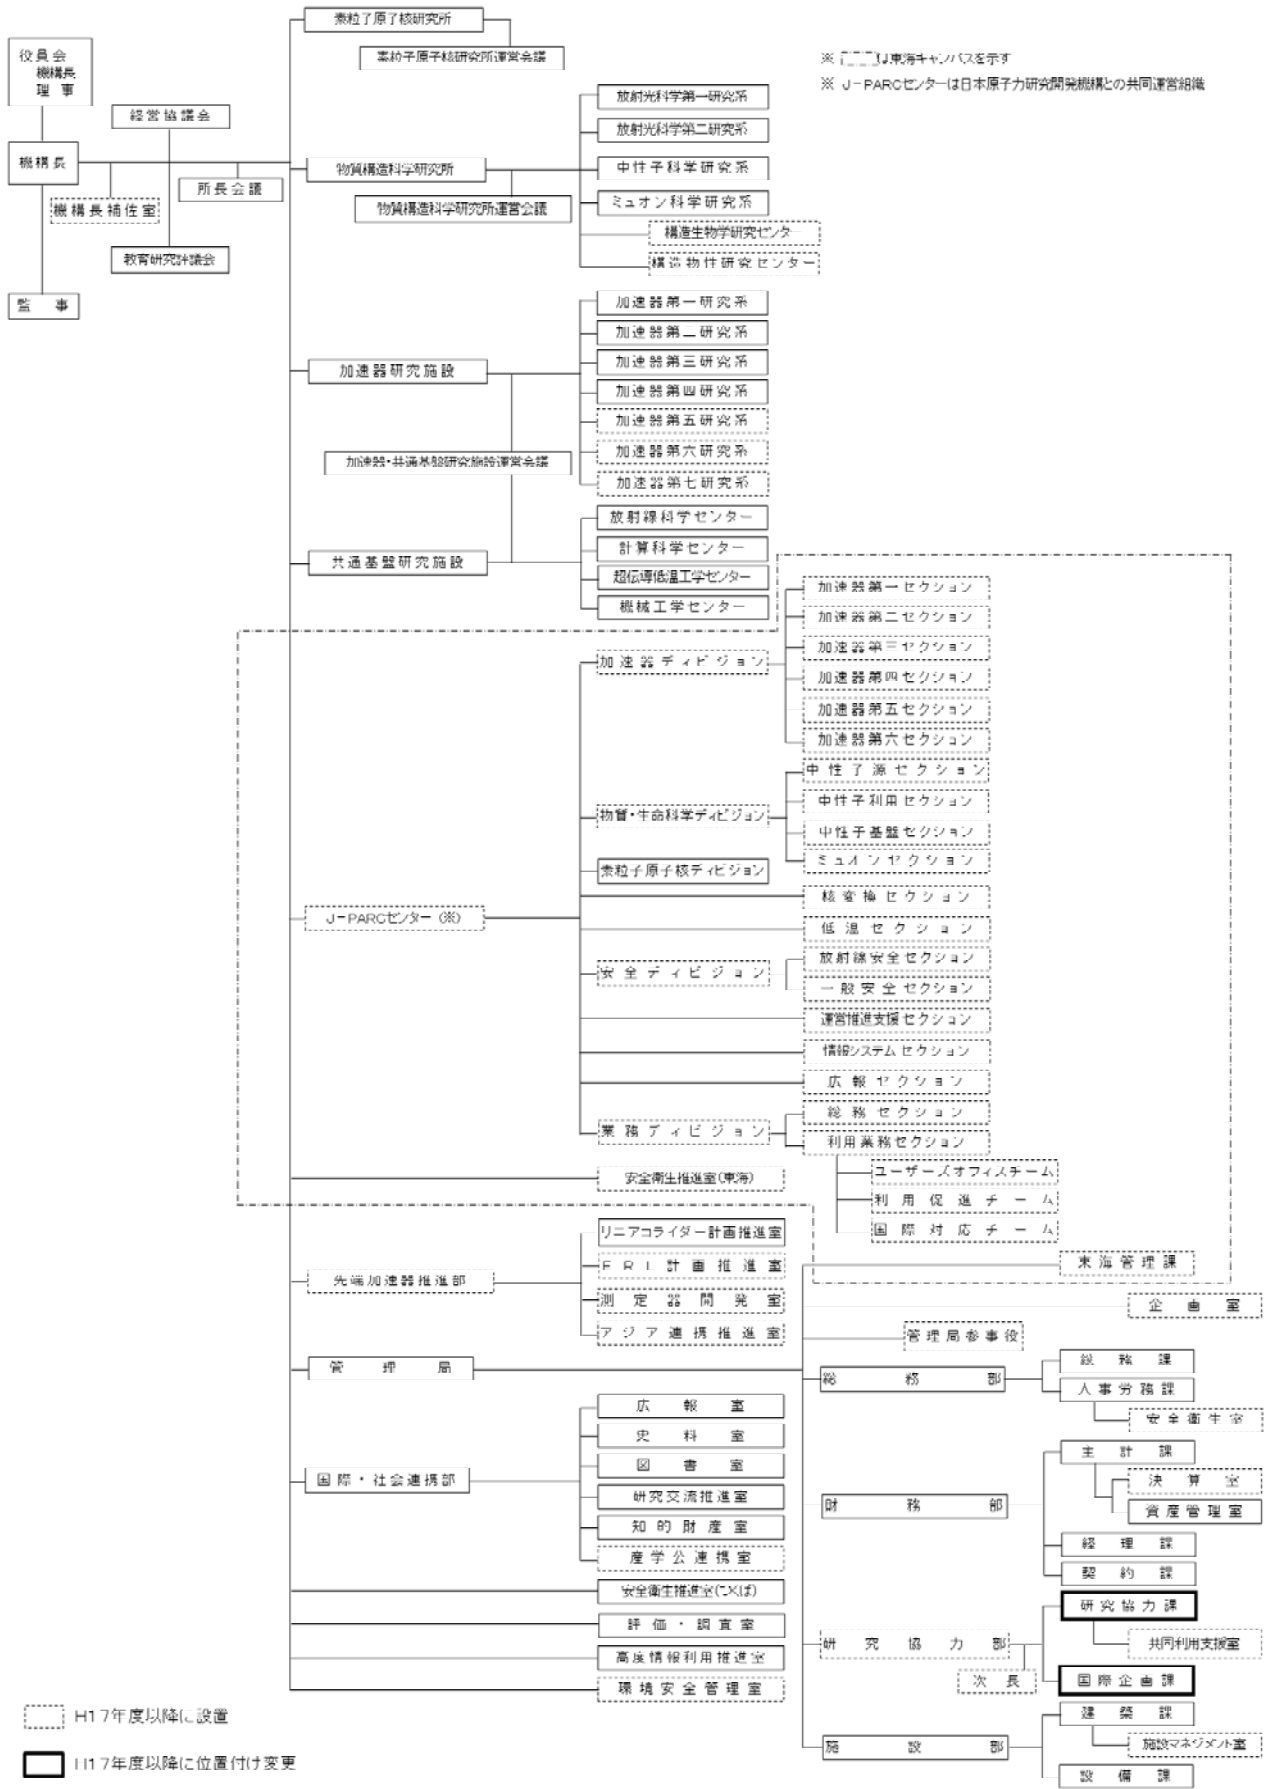 素粒子原子核研究所
素粒子原子核研究所運営会議
役員会
機構長
理事
※ は東海キャンパスを示す
※ J－PARCセンターは日本原子力研究開発機構との共同運営組織
経営協議会
機構長
所長会議
機構長補佐室
教育研究評議会
監事
物質構造科学研究所
物質構造科学研究所運営会議
放射光科学第一研究系
放射光科学第二研究系
中性子科学研究系
ミュオン科学研究系
構造生物学研究センター
構造物性研究センター
加速器研究施設
加速器第一研究系
加速器第二研究系
加速器第三研究系
加速器第四研究系
加速器第五研究系
加速器第六研究系
加速器第七研究系
加速器・共通基盤研究施設運営会議
共通基盤研究施設
放射線科学センター
計算科学センター
超伝導低温工学センター
機械工学センター
J－PARCセンター（※）
加速器ディビジョン
加速器第一セクション
加速器第二セクション
加速器第三セクション
加速器第四セクション
加速器第五セクション
加速器第六セクション
物質・生命科学ディビジョン
中性子源セクション
中性子利用セクション
中性子基盤セクション
ミュオンセクション
素粒子原子核ディビジョン
核変換セクション
低温セクション
安全ディビジョン
放射線安全セクション
一般安全セクション
運営推進支援セクション
情報システムセクション
広報セクション
業務ディビジョン
総務セクション
利用業務セクション
ユーザーズオフィスチーム
利用促進チーム
国際対応チーム
安全衛生推進室（東海）
先端加速器推進部
リニアコライダー計画推進室
ERL計画推進室
測定器開発室
アジア連携推進室
管理局
東海管理課
企画室
管理局参事役
総務部
総務課
人事労務課
安全衛生室
国際・社会連携部
広報室
史料室
図書室
研究交流推進室
知的財産室
産学公連携室
財務部
主計課
決算室
資産管理室
経理課
契約課
安全衛生推進室（つくば）
評価・調査室
高度情報利用推進室
環境安全管理室
研究協力部
次長
研究協力課
共同利用支援室
国際企画課
施設部
建築課
施設マネジメント室
設備課
H17年度以降に設置
H17年度以降に位置付け変更